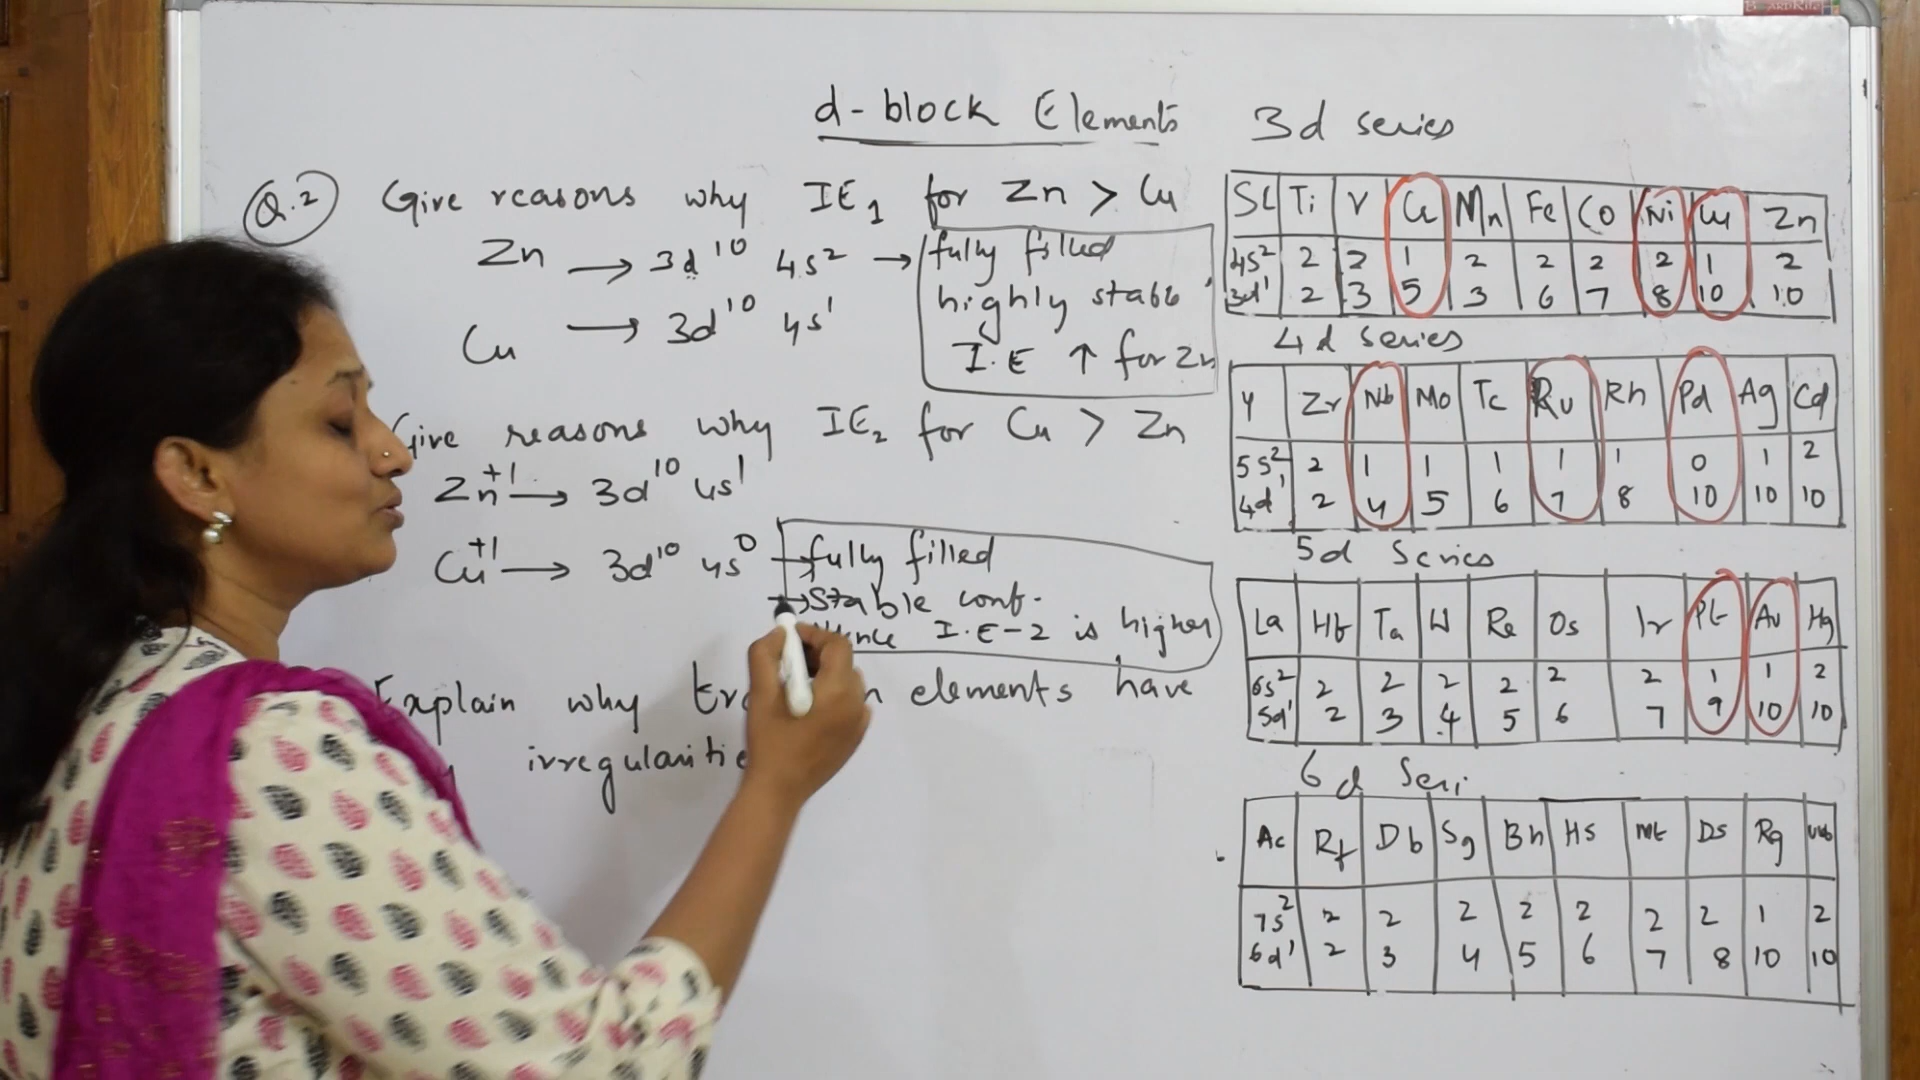 d-block Elements 3d series
Q.2 Give reasons why IE1 for Zn > Cu
Zn → 3d10 4s2 → fully filled
highly stable
Cu → 3d10 4s1
I.E ↑ for Zn
Give reasons why IE2 for Cu > Zn
Zn+1 → 3d10 4s1
Cu+1 → 3d10 4s0 → fully filled
→ Stable conf.
Hence I.E-2 is higher
Explain why elements have
irregularitie
Sc Ti V Cr Mn Fe Co Ni Cu Zn
4s2 2 2 1 2 2 2 2 1 2
3d1 2 3 5 3 6 7 8 10 10
4d series
Y Zr Nb Mo Tc Ru Rh Pd Ag Cd
5s2 2 1 1 1 1 1 0 1 2
4d1 2 4 5 6 7 8 10 10 10
5d Series
La Hf Ta W Re Os Ir Pt Au Hg
6s2 2 2 2 2 2 2 1 1 2
5d1 2 3 4 5 6 7 9 10 10
6d Seri
Ac Rf Db Sg Bh Hs Mt Ds Rg Uub
7s2 2 2 2 2 2 2 2 1 2
6d1 2 3 4 5 6 7 8 10 10